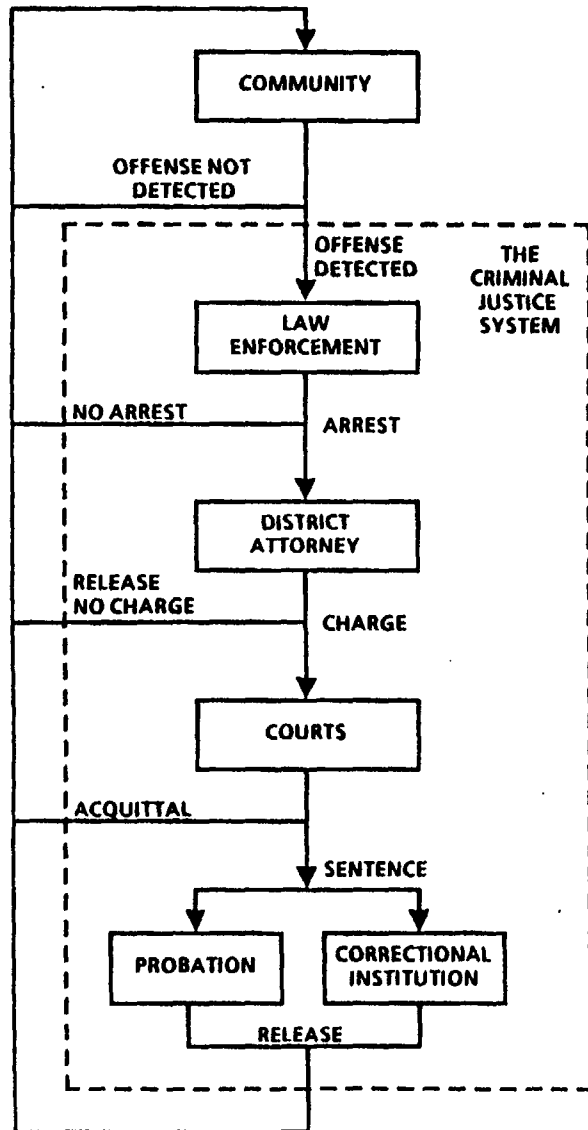 COMMUNITY
OFFENSE NOT
DETECTED
OFFENSE
DETECTED
THE
CRIMINAL
JUSTICE
SYSTEM
LAW
ENFORCEMENT
NO ARREST
ARREST
DISTRICT
ATTORNEY
RELEASE
NO CHARGE
CHARGE
COURTS
ACQUITTAL
SENTENCE
PROBATION
CORRECTIONAL
INSTITUTION
RELEASE